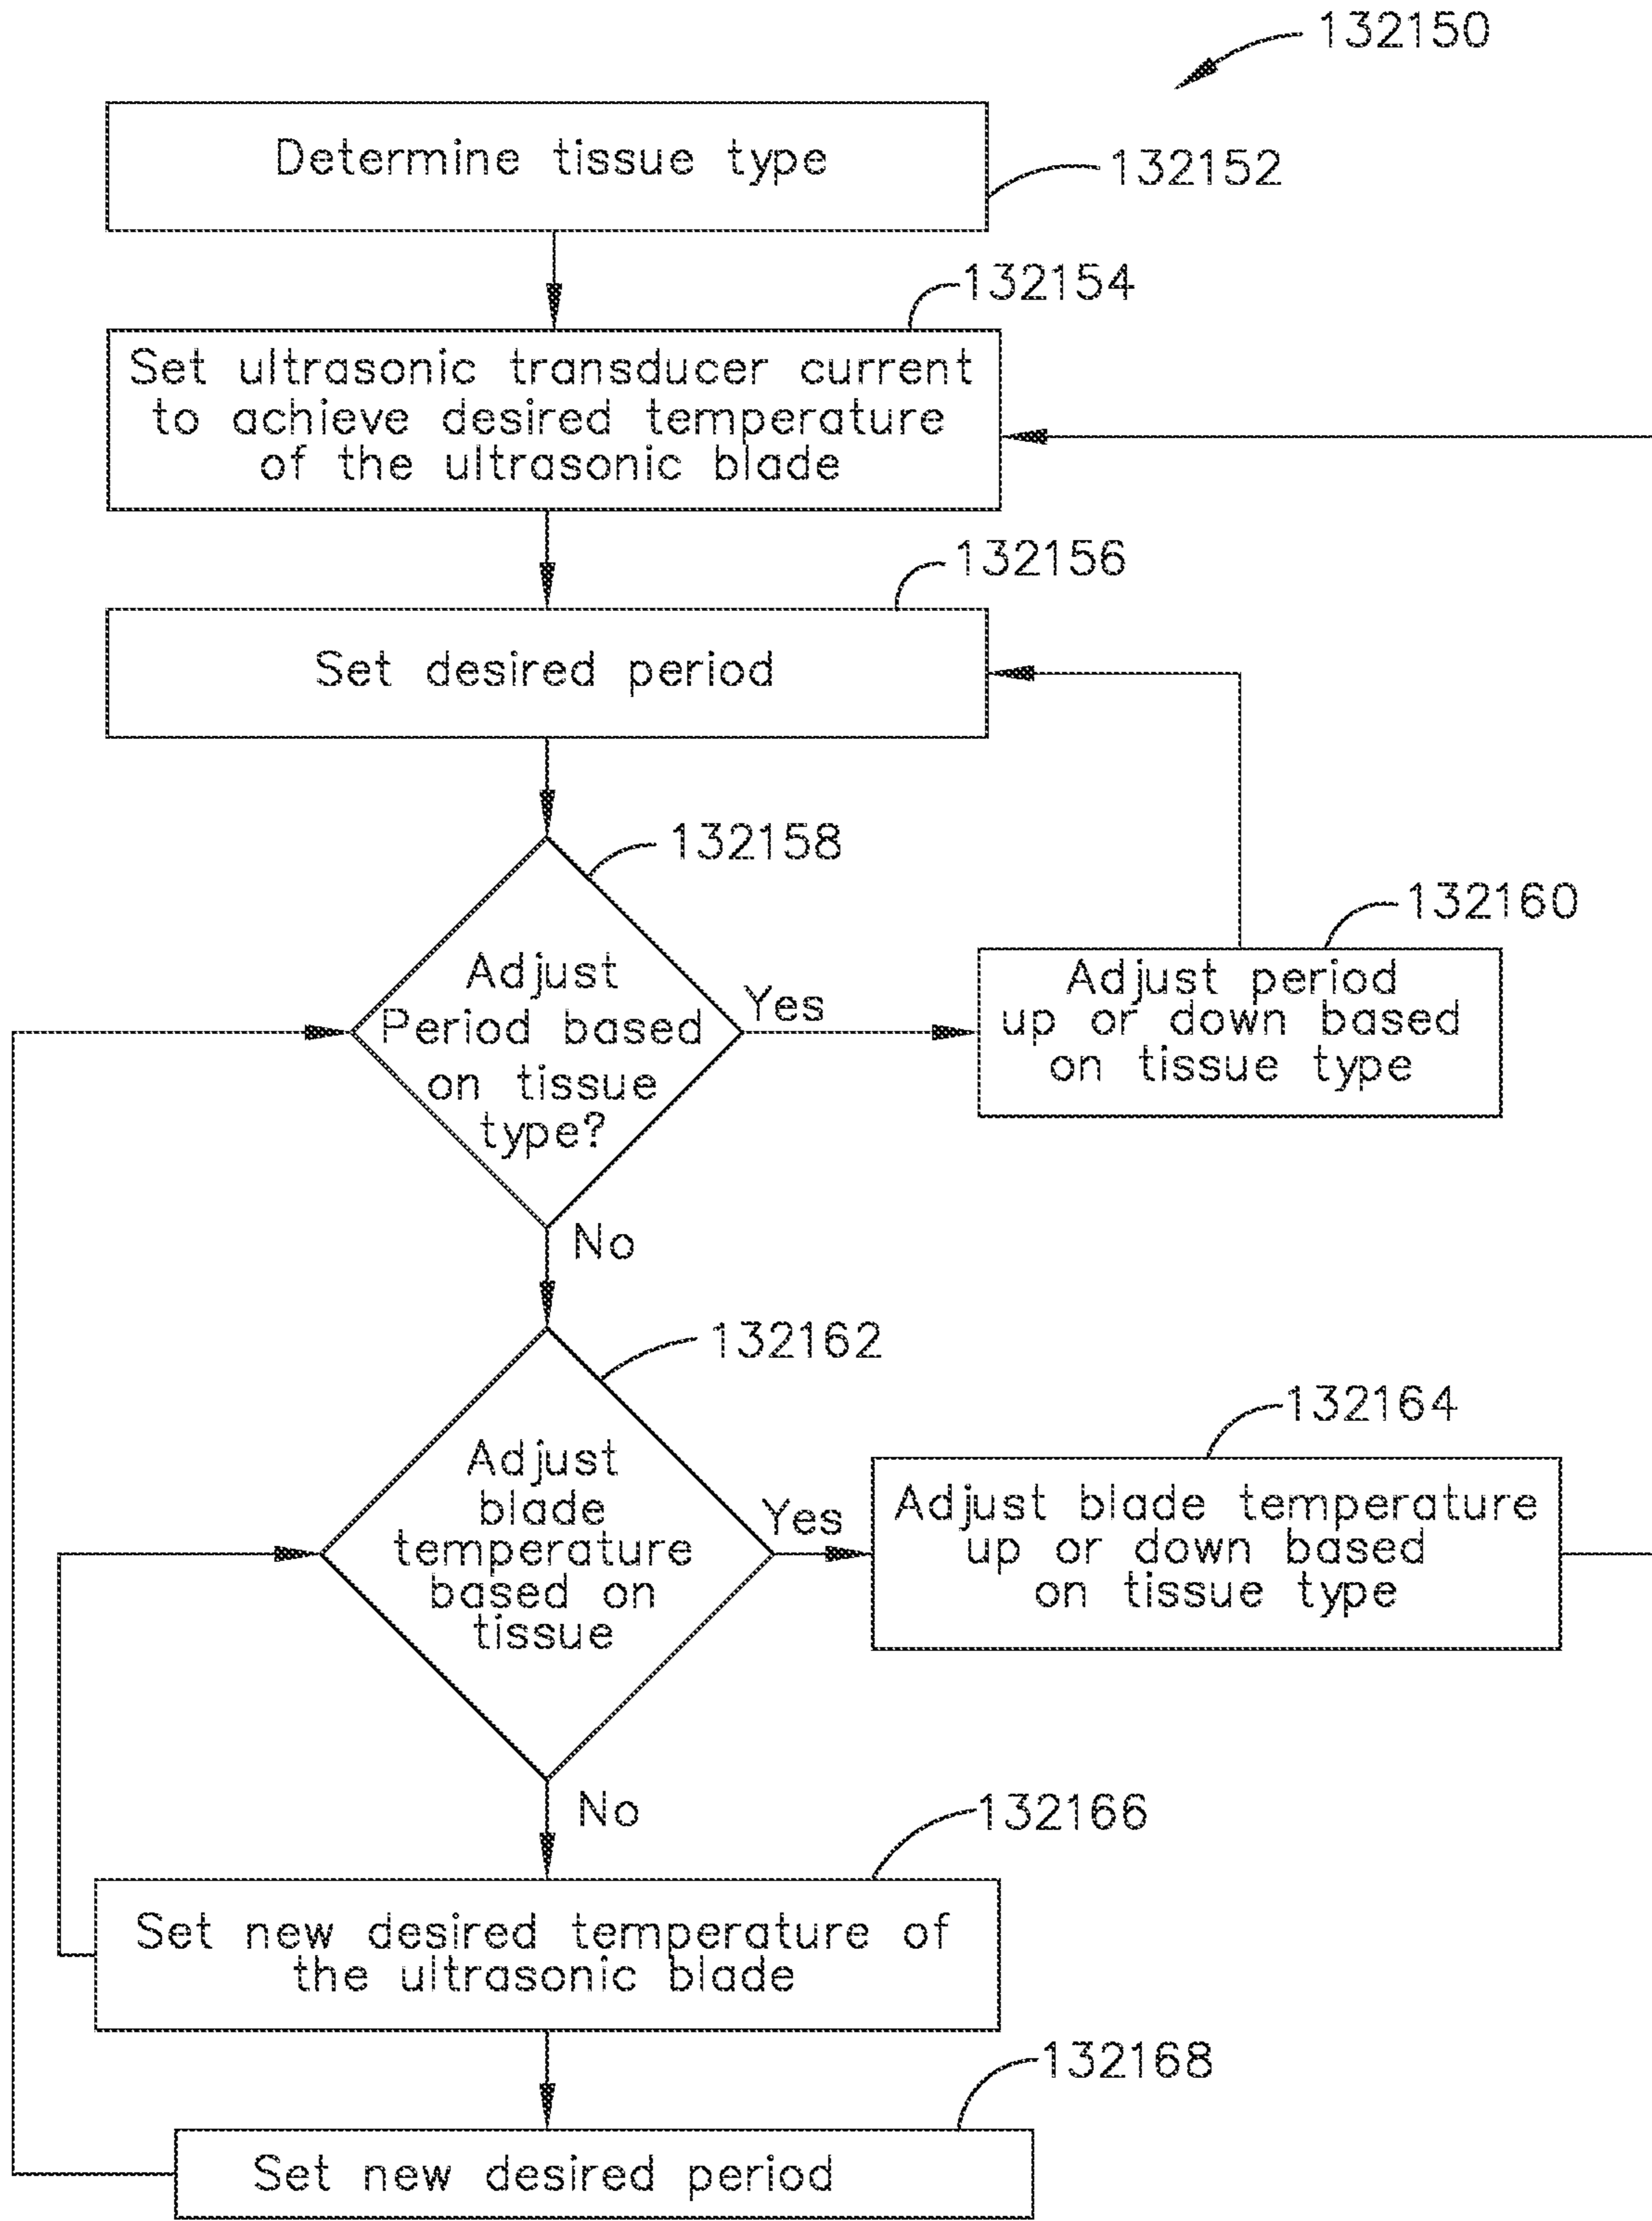 132150
Determine tissue type
132152
132154
Set ultrasonic transducer current
to achieve desired temperature
of the ultrasonic blade
132156
Set desired period
132158
Adjust
Period based
on tissue
type?
Yes
132160
Adjust period
up or down based
on tissue type
No
132162
Adjust
blade
temperature
based on
tissue
Yes
132164
Adjust blade temperature
up or down based
on tissue type
No
132166
Set new desired temperature of
the ultrasonic blade
132168
Set new desired period